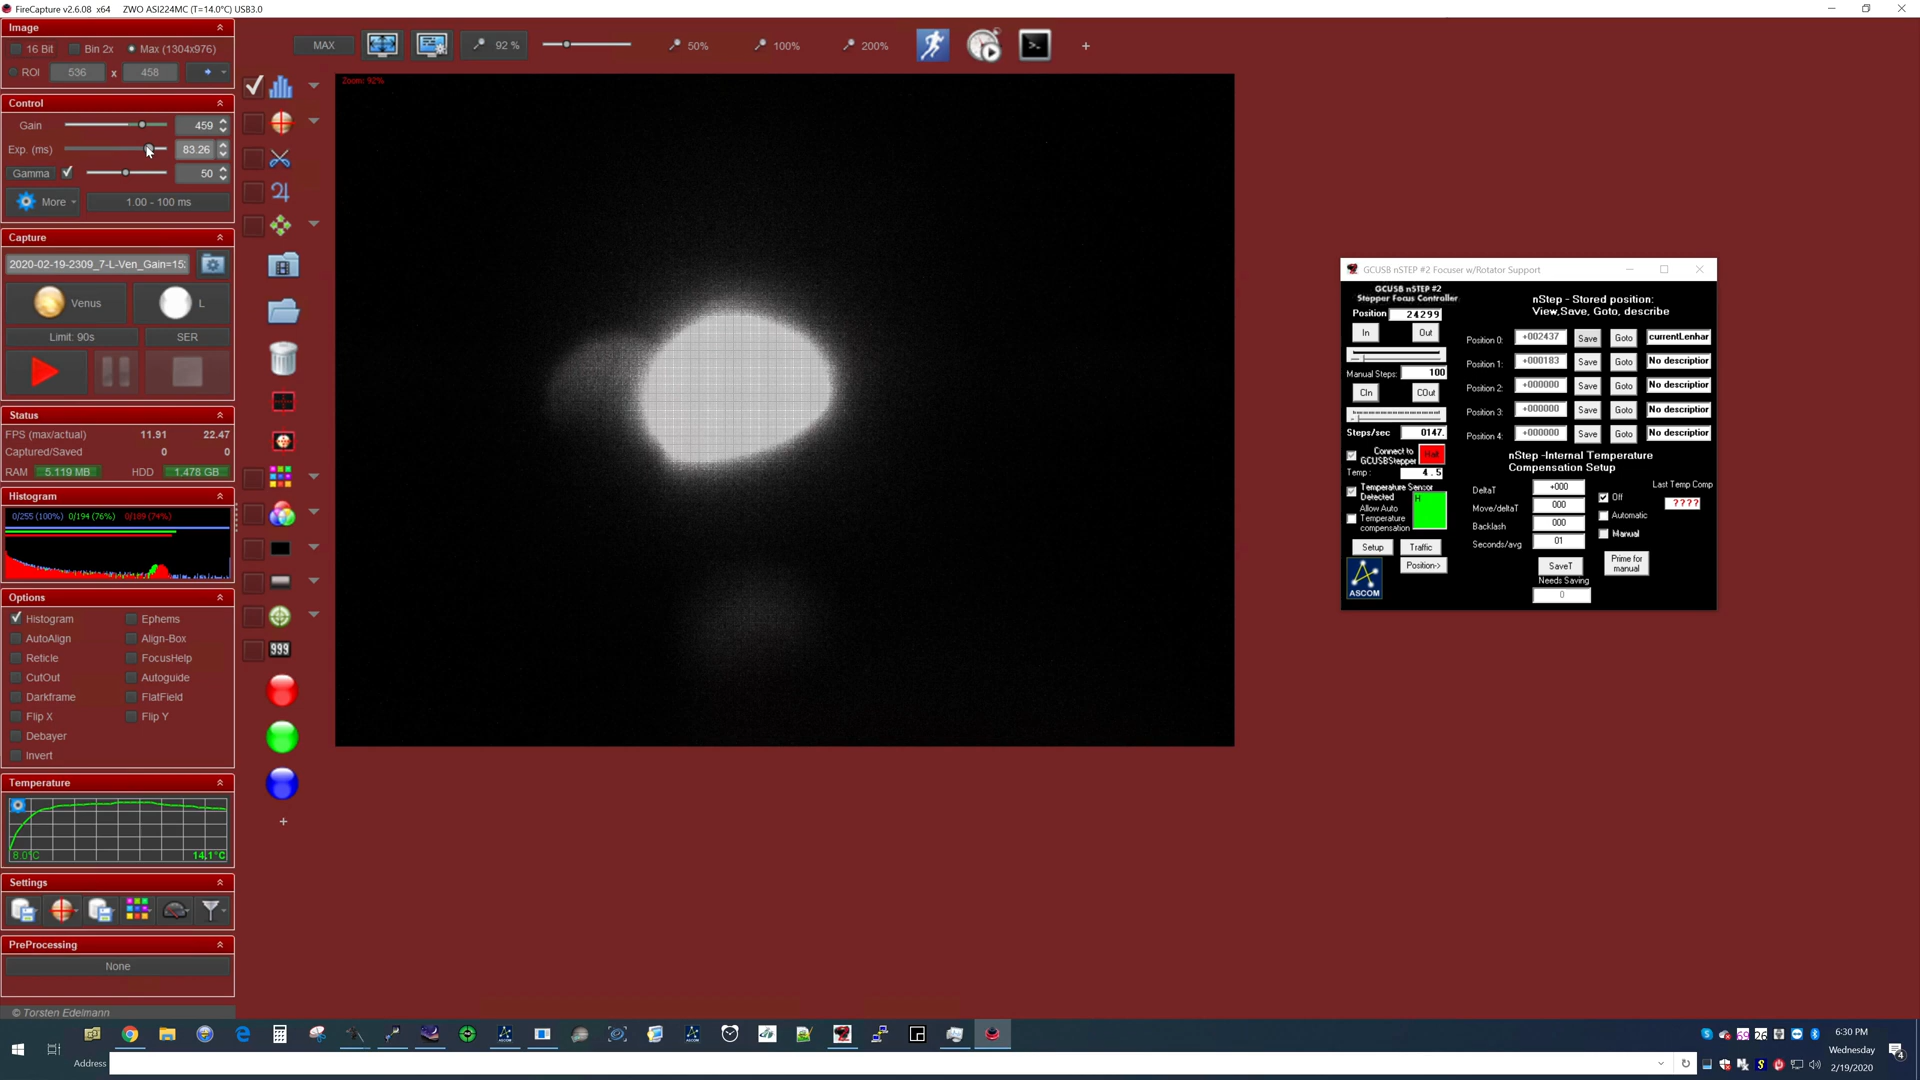 FireCapture v2.6.08 x64 ZWO ASI224MC (T=14.0°C) USB3.0
Image
16 Bit Bin 2x Max (1304x976)
ROI 536 x 458
Control
Gain 459
Exp. (ms) 83.26
Gamma 50
More 1.00 - 100 ms
Capture
2020-02-19-2309_7-L-Ven_Gain=15
Venus L
Limit: 90s SER
Status
FPS (max/actual) 11.91 22.47
Captured/Saved 0 0
RAM 5.119 MB HDD 1.478 GB
Histogram
0/255 (100%) 0/194 (76%) 0/189 (74%)
Options
Histogram Ephems
AutoAlign Align-Box
Reticle FocusHelp
CutOut Autoguide
Darkframe FlatField
Flip X Flip Y
Debayer
Invert
Temperature
8.0°C 14.1°C
Settings
PreProcessing
None
© Torsten Edelmann
MAX 92 % 50% 100% 200% +
Zoom: 92%
999
+
GCUSB nSTEP #2 Focuser w/Rotator Support
GCUSB nSTEP #2
Stepper Focus Controller
Position 24299
In Out
Manual Steps: 100
CIn COut
Steps/sec 0147.
Connect to
GCUSBStepper
Halt
Temp : 4.5
Temperature Sensor
Detected
H
Allow Auto
Temperature
compensation
Setup Traffic
Position->
ASCOM
nStep - Stored position:
View,Save, Goto, describe
Position 0: +002437 Save Goto currentLenhar
Position 1: +000183 Save Goto No descriptior
Position 2: +000000 Save Goto No descriptior
Position 3: +000000 Save Goto No descriptior
Position 4: +000000 Save Goto No descriptior
nStep -Internal Temperature
Compensation Setup
DeltaT +000
Off
Last Temp Comp
????
Move/deltaT 000
Automatic
Backlash 000
Manual
Seconds/avg 01
SaveT
Prime for
manual
Needs Saving
0
ASCOM
ASCOM
6:30 PM
Wednesday
2/19/2020
4
Address